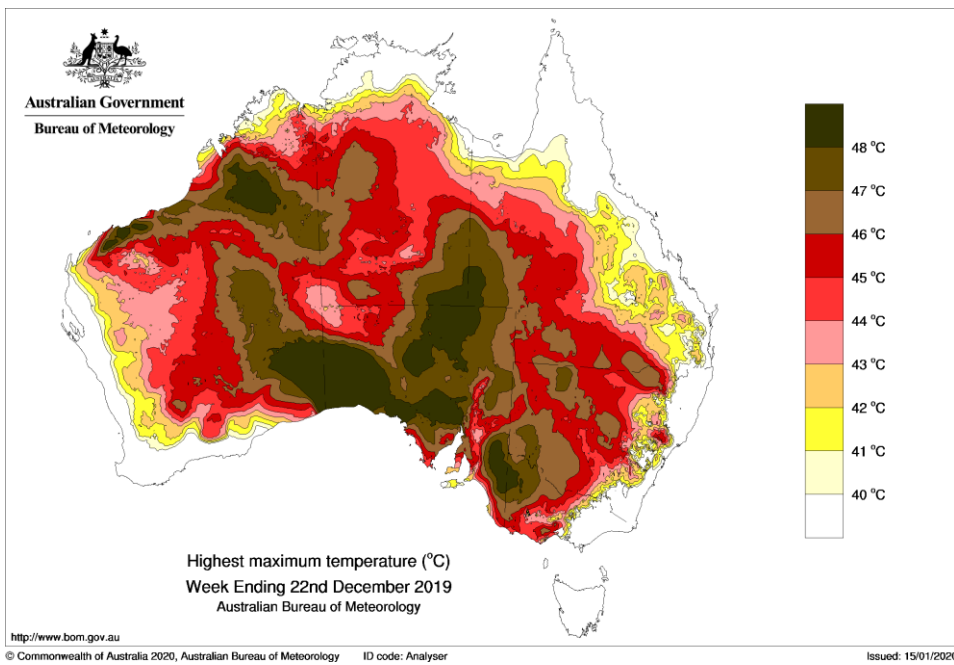 Australian Government
Bureau of Meteorology
48 °C
47 °C
46 °C
45 °C
44 °C
43 °C
42 °C
41 °C
40 °C
Highest maximum temperature (°C)
Week Ending 22nd December 2019
Australian Bureau of Meteorology
http://www.bom.gov.au
© Commonwealth of Australia 2020, Australian Bureau of Meteorology ID code: Analyser Issued: 15/01/2020